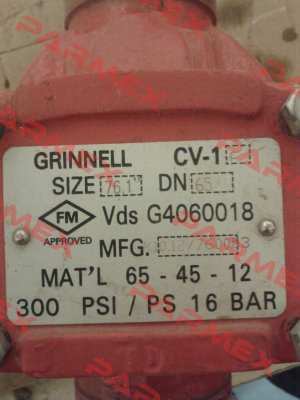 GRINNELL CV-1
SIZE 76.1" DN 65
FM APPROVED Vds G4060018
MFG.
MAT'L 65 - 45 - 12
300 PSI / PS 16 BAR
PARMEX